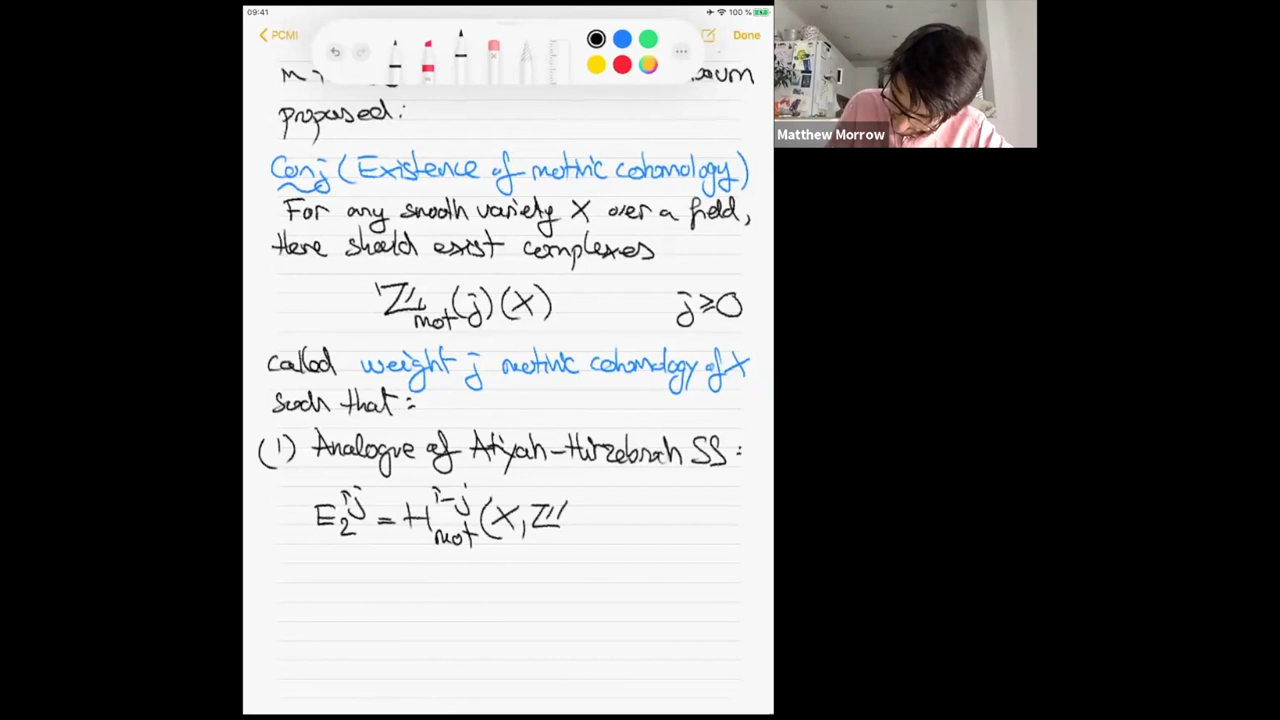 09:41
100 %
PCMI
Done
proposed:
Conj (Existence of motivic cohomology)
For any smooth variety X over a field,
there should exist complexes
ℤ_mot(j)(X) j≥0
called weight j motivic cohomology of X
such that:
(1) Analogue of Atiyah-Hirzebruch SS:
E_2^{ij} = H_mot^{i-j}(X, ℤ
Matthew Morrow